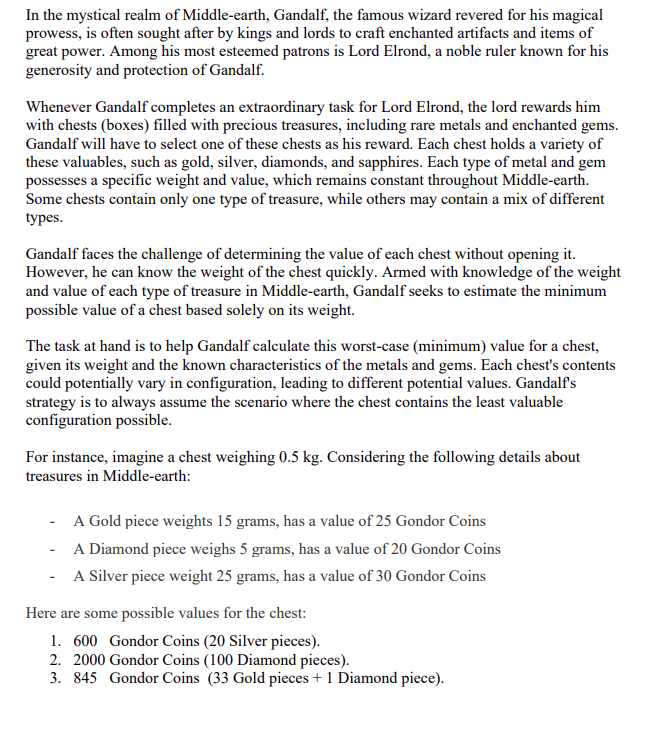 In the mystical realm of Middle-earth, Gandalf, the famous wizard revered for his magical
prowess, is often sought after by kings and lords to craft enchanted artifacts and items of
great power. Among his most esteemed patrons is Lord Elrond, a noble ruler known for his
generosity and protection of Gandalf.
Whenever Gandalf completes an extraordinary task for Lord Elrond, the lord rewards him
with chests (boxes) filled with precious treasures, including rare metals and enchanted gems.
Gandalf will have to select one of these chests as his reward. Each chest holds a variety of
these valuables, such as gold, silver, diamonds, and sapphires. Each type of metal and gem
possesses a specific weight and value, which remains constant throughout Middle-earth.
Some chests contain only one type of treasure, while others may contain a mix of different
types.
Gandalf faces the challenge of determining the value of each chest without opening it.
However, he can know the weight of the chest quickly. Armed with knowledge of the weight
and value of each type of treasure in Middle-earth, Gandalf seeks to estimate the minimum
possible value of a chest based solely on its weight.
The task at hand is to help Gandalf calculate this worst-case (minimum) value for a chest,
given its weight and the known characteristics of the metals and gems. Each chest's contents
could potentially vary in configuration, leading to different potential values. Gandalf's
strategy is to always assume the scenario where the chest contains the least valuable
configuration possible.
For instance, imagine a chest weighing 0.5 kg. Considering the following details about
treasures in Middle-earth:
- A Gold piece weights 15 grams, has a value of 25 Gondor Coins
- A Diamond piece weighs 5 grams, has a value of 20 Gondor Coins
- A Silver piece weight 25 grams, has a value of 30 Gondor Coins
Here are some possible values for the chest:
1. 600 Gondor Coins (20 Silver pieces).
2. 2000 Gondor Coins (100 Diamond pieces).
3. 845 Gondor Coins (33 Gold pieces + 1 Diamond piece).